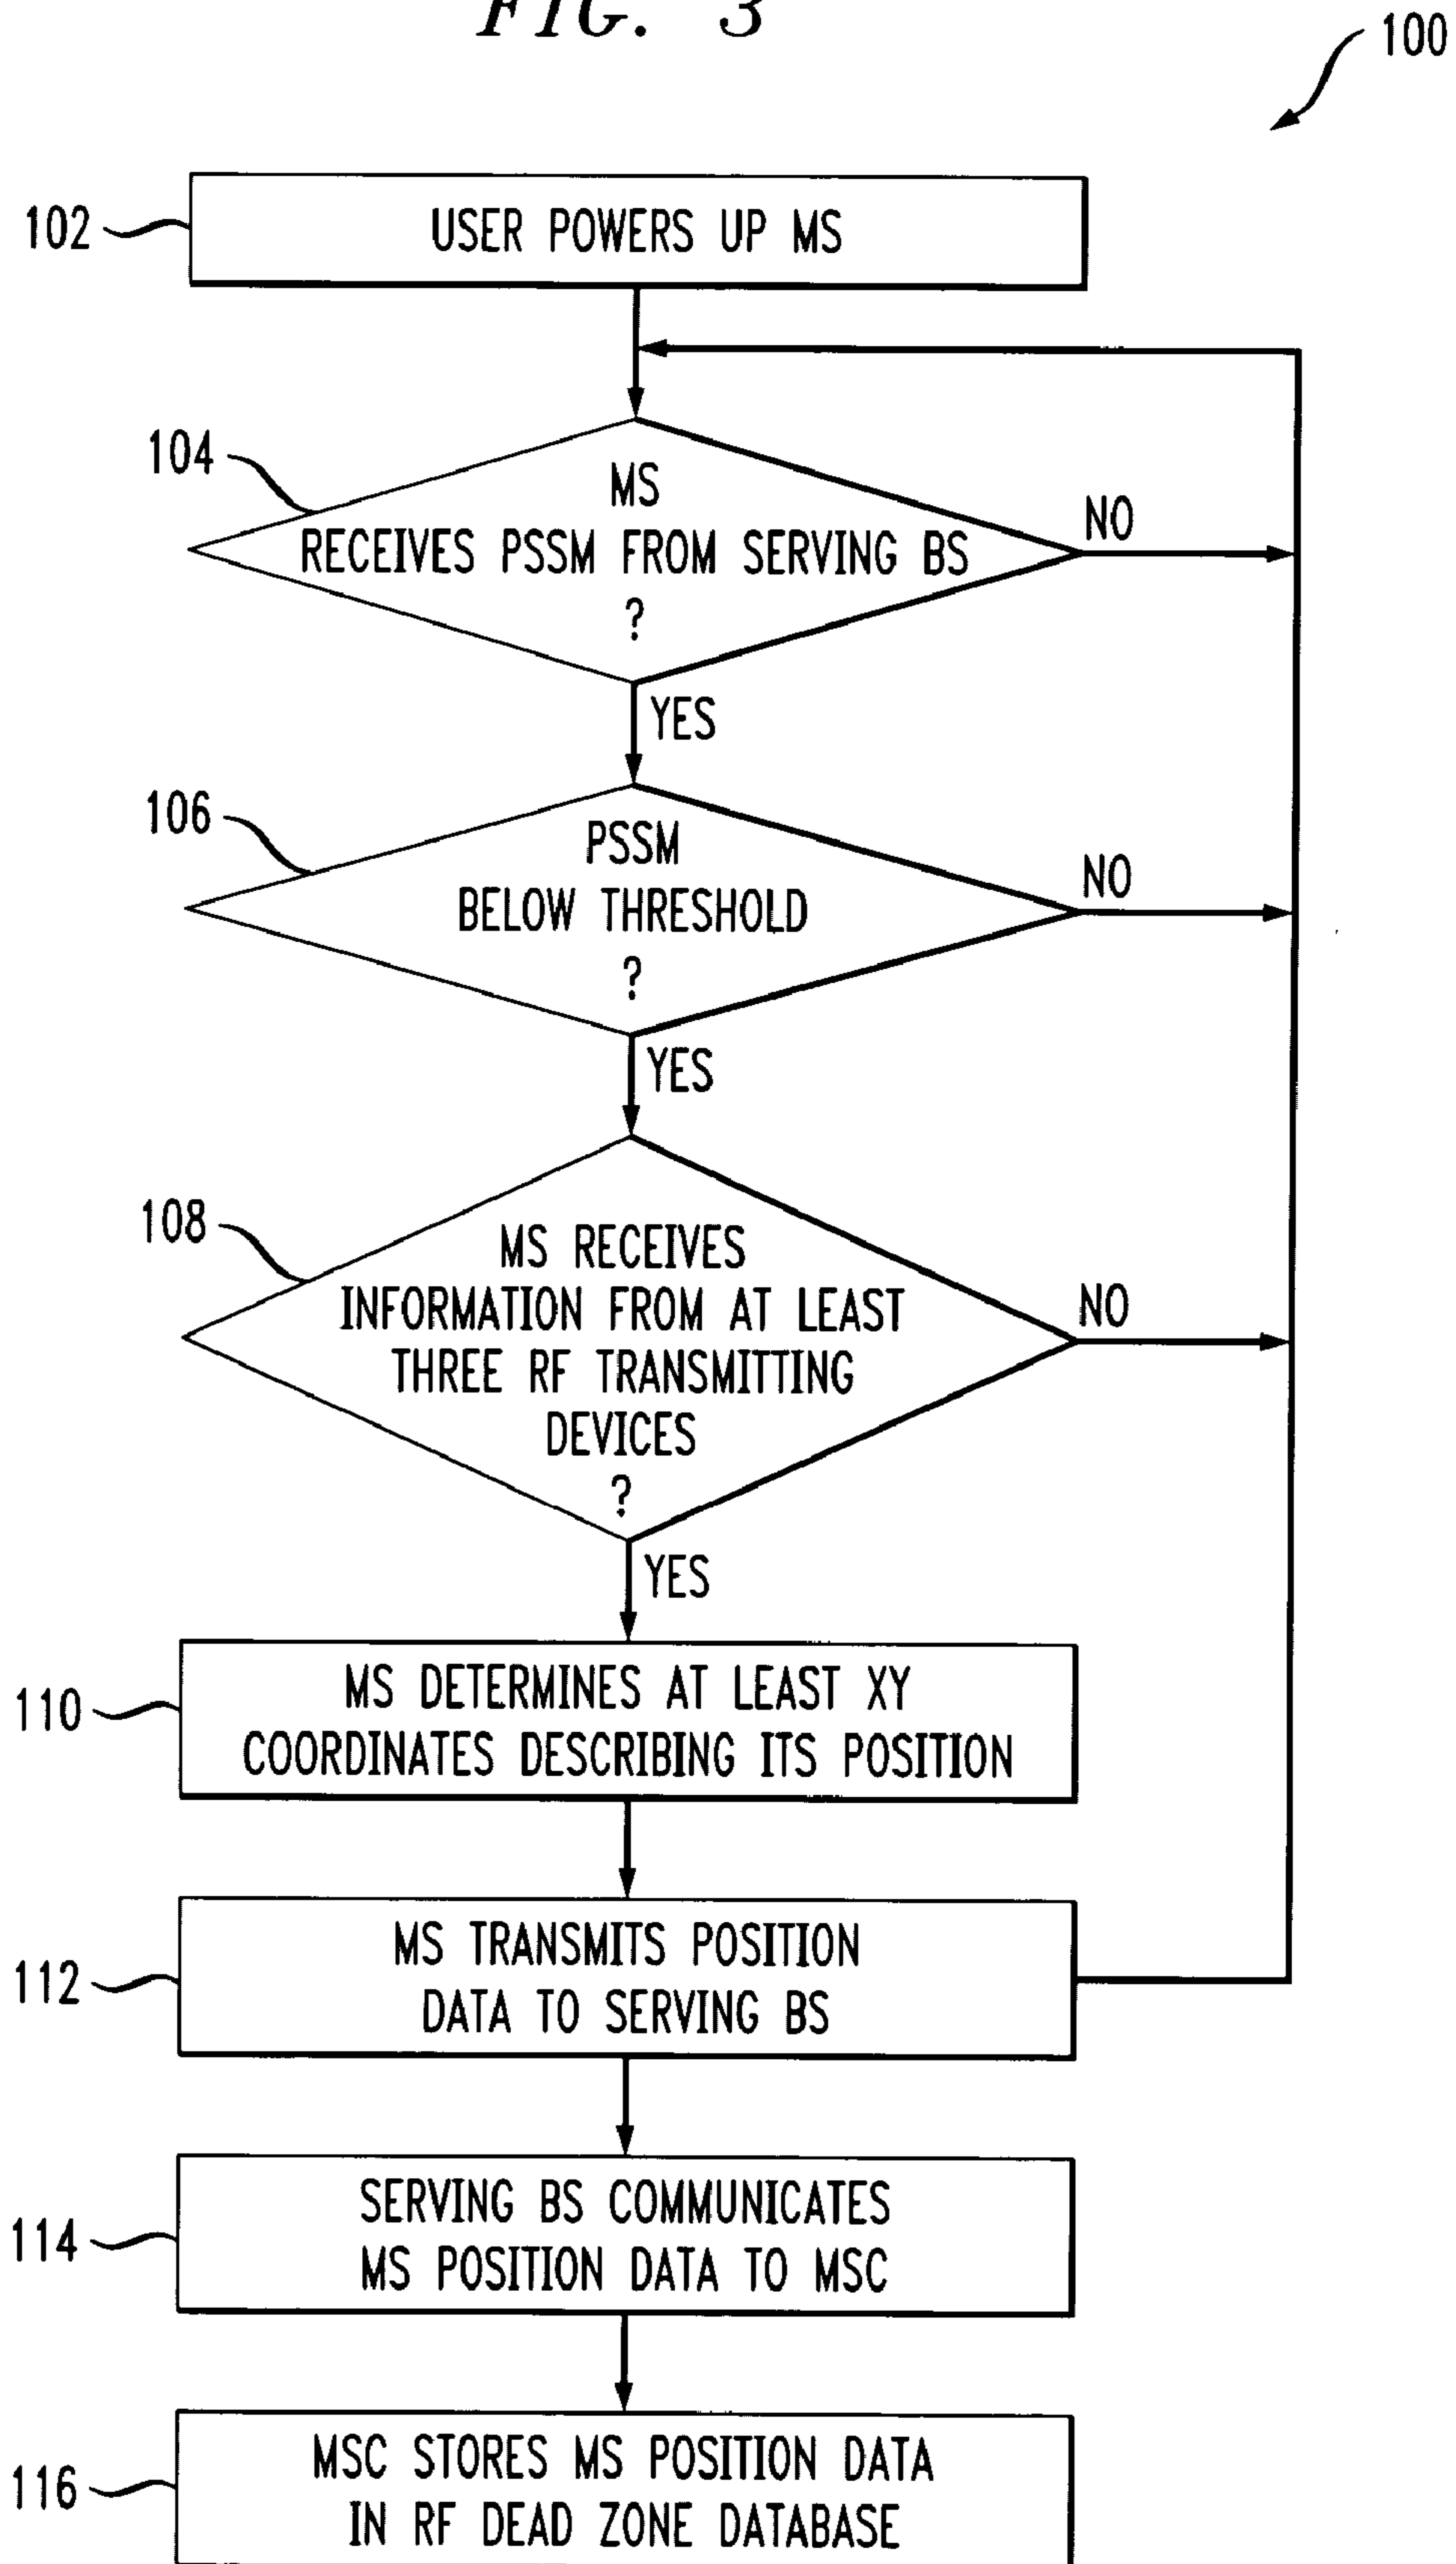 FIG. 3
100
102
USER POWERS UP MS
104
MS
RECEIVES PSSM FROM SERVING BS
?
NO
YES
106
PSSM
BELOW THRESHOLD
?
NO
YES
108
MS RECEIVES
INFORMATION FROM AT LEAST
THREE RF TRANSMITTING
DEVICES
?
NO
YES
110
MS DETERMINES AT LEAST XY
COORDINATES DESCRIBING ITS POSITION
112
MS TRANSMITS POSITION
DATA TO SERVING BS
114
SERVING BS COMMUNICATES
MS POSITION DATA TO MSC
116
MSC STORES MS POSITION DATA
IN RF DEAD ZONE DATABASE